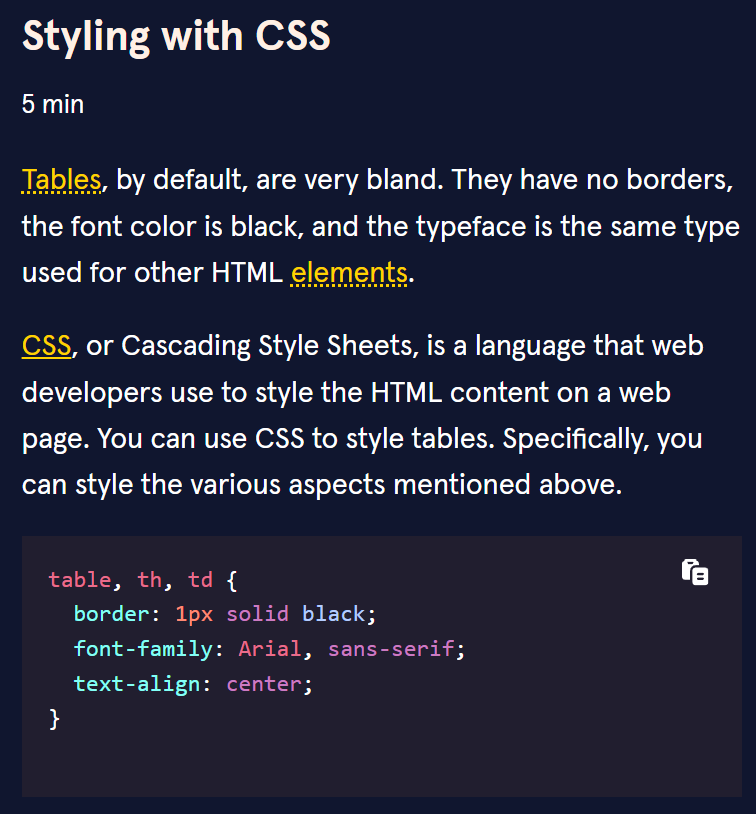 Styling with CSS
5 min
Tables, by default, are very bland. They have no borders,
the font color is black, and the typeface is the same type
used for other HTML elements.
CSS, or Cascading Style Sheets, is a language that web
developers use to style the HTML content on a web
page. You can use CSS to style tables. Specifically, you
can style the various aspects mentioned above.
table, th, td {
  border: 1px solid black;
  font-family: Arial, sans-serif;
  text-align: center;
}